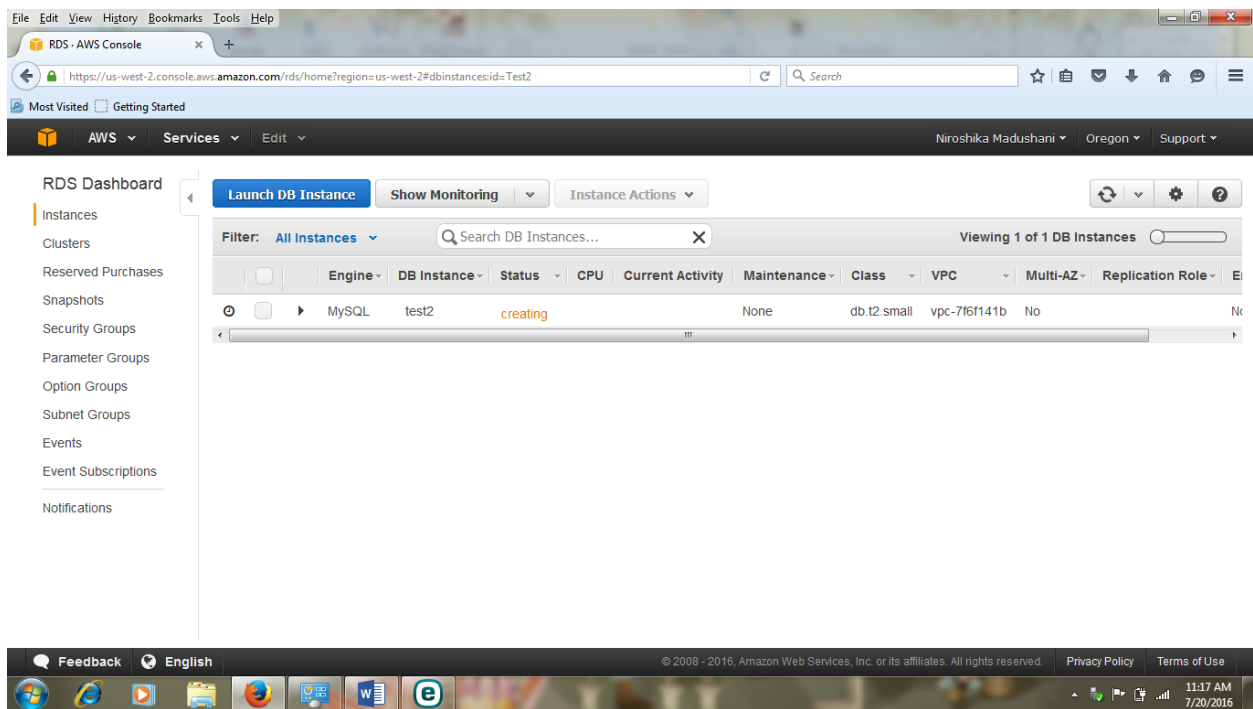 File Edit View History Bookmarks Tools Help
RDS · AWS Console × +
https://us-west-2.console.aws.amazon.com/rds/home?region=us-west-2#dbinstances:id=Test2
Search
Most Visited Getting Started
AWS Services Edit Niroshika Madushani Oregon Support
RDS Dashboard
Instances
Clusters
Reserved Purchases
Snapshots
Security Groups
Parameter Groups
Option Groups
Subnet Groups
Events
Event Subscriptions
Notifications
Launch DB Instance Show Monitoring Instance Actions
Filter: All Instances Search DB Instances... Viewing 1 of 1 DB Instances
Engine DB Instance Status CPU Current Activity Maintenance Class VPC Multi-AZ Replication Role
MySQL test2 creating None db.t2.small vpc-7f6f141b No
Feedback English © 2008 - 2016, Amazon Web Services, Inc. or its affiliates. All rights reserved. Privacy Policy Terms of Use
11:17 AM
7/20/2016